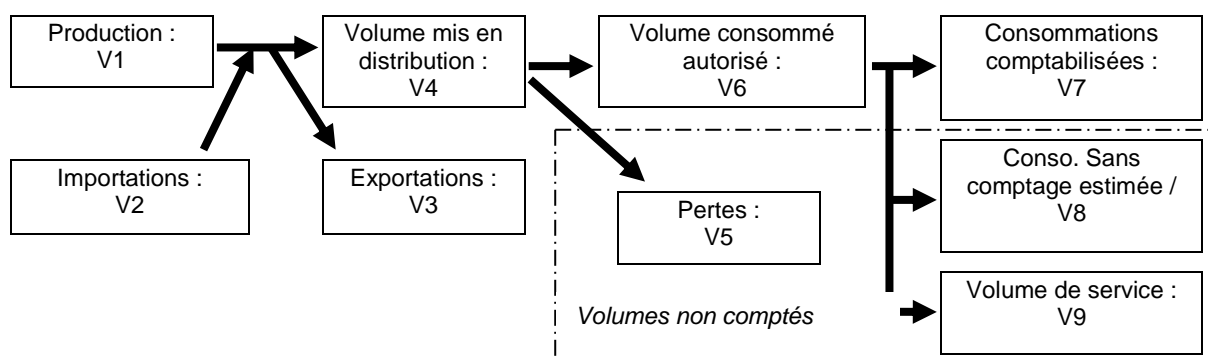 Production :
V1
Volume mis en
distribution :
V4
Volume consommé
autorisé :
V6
Consommations
comptabilisées :
V7
Importations :
V2
Exportations :
V3
Pertes :
V5
Conso. Sans
comptage estimée /
V8
Volumes non comptés
Volume de service :
V9